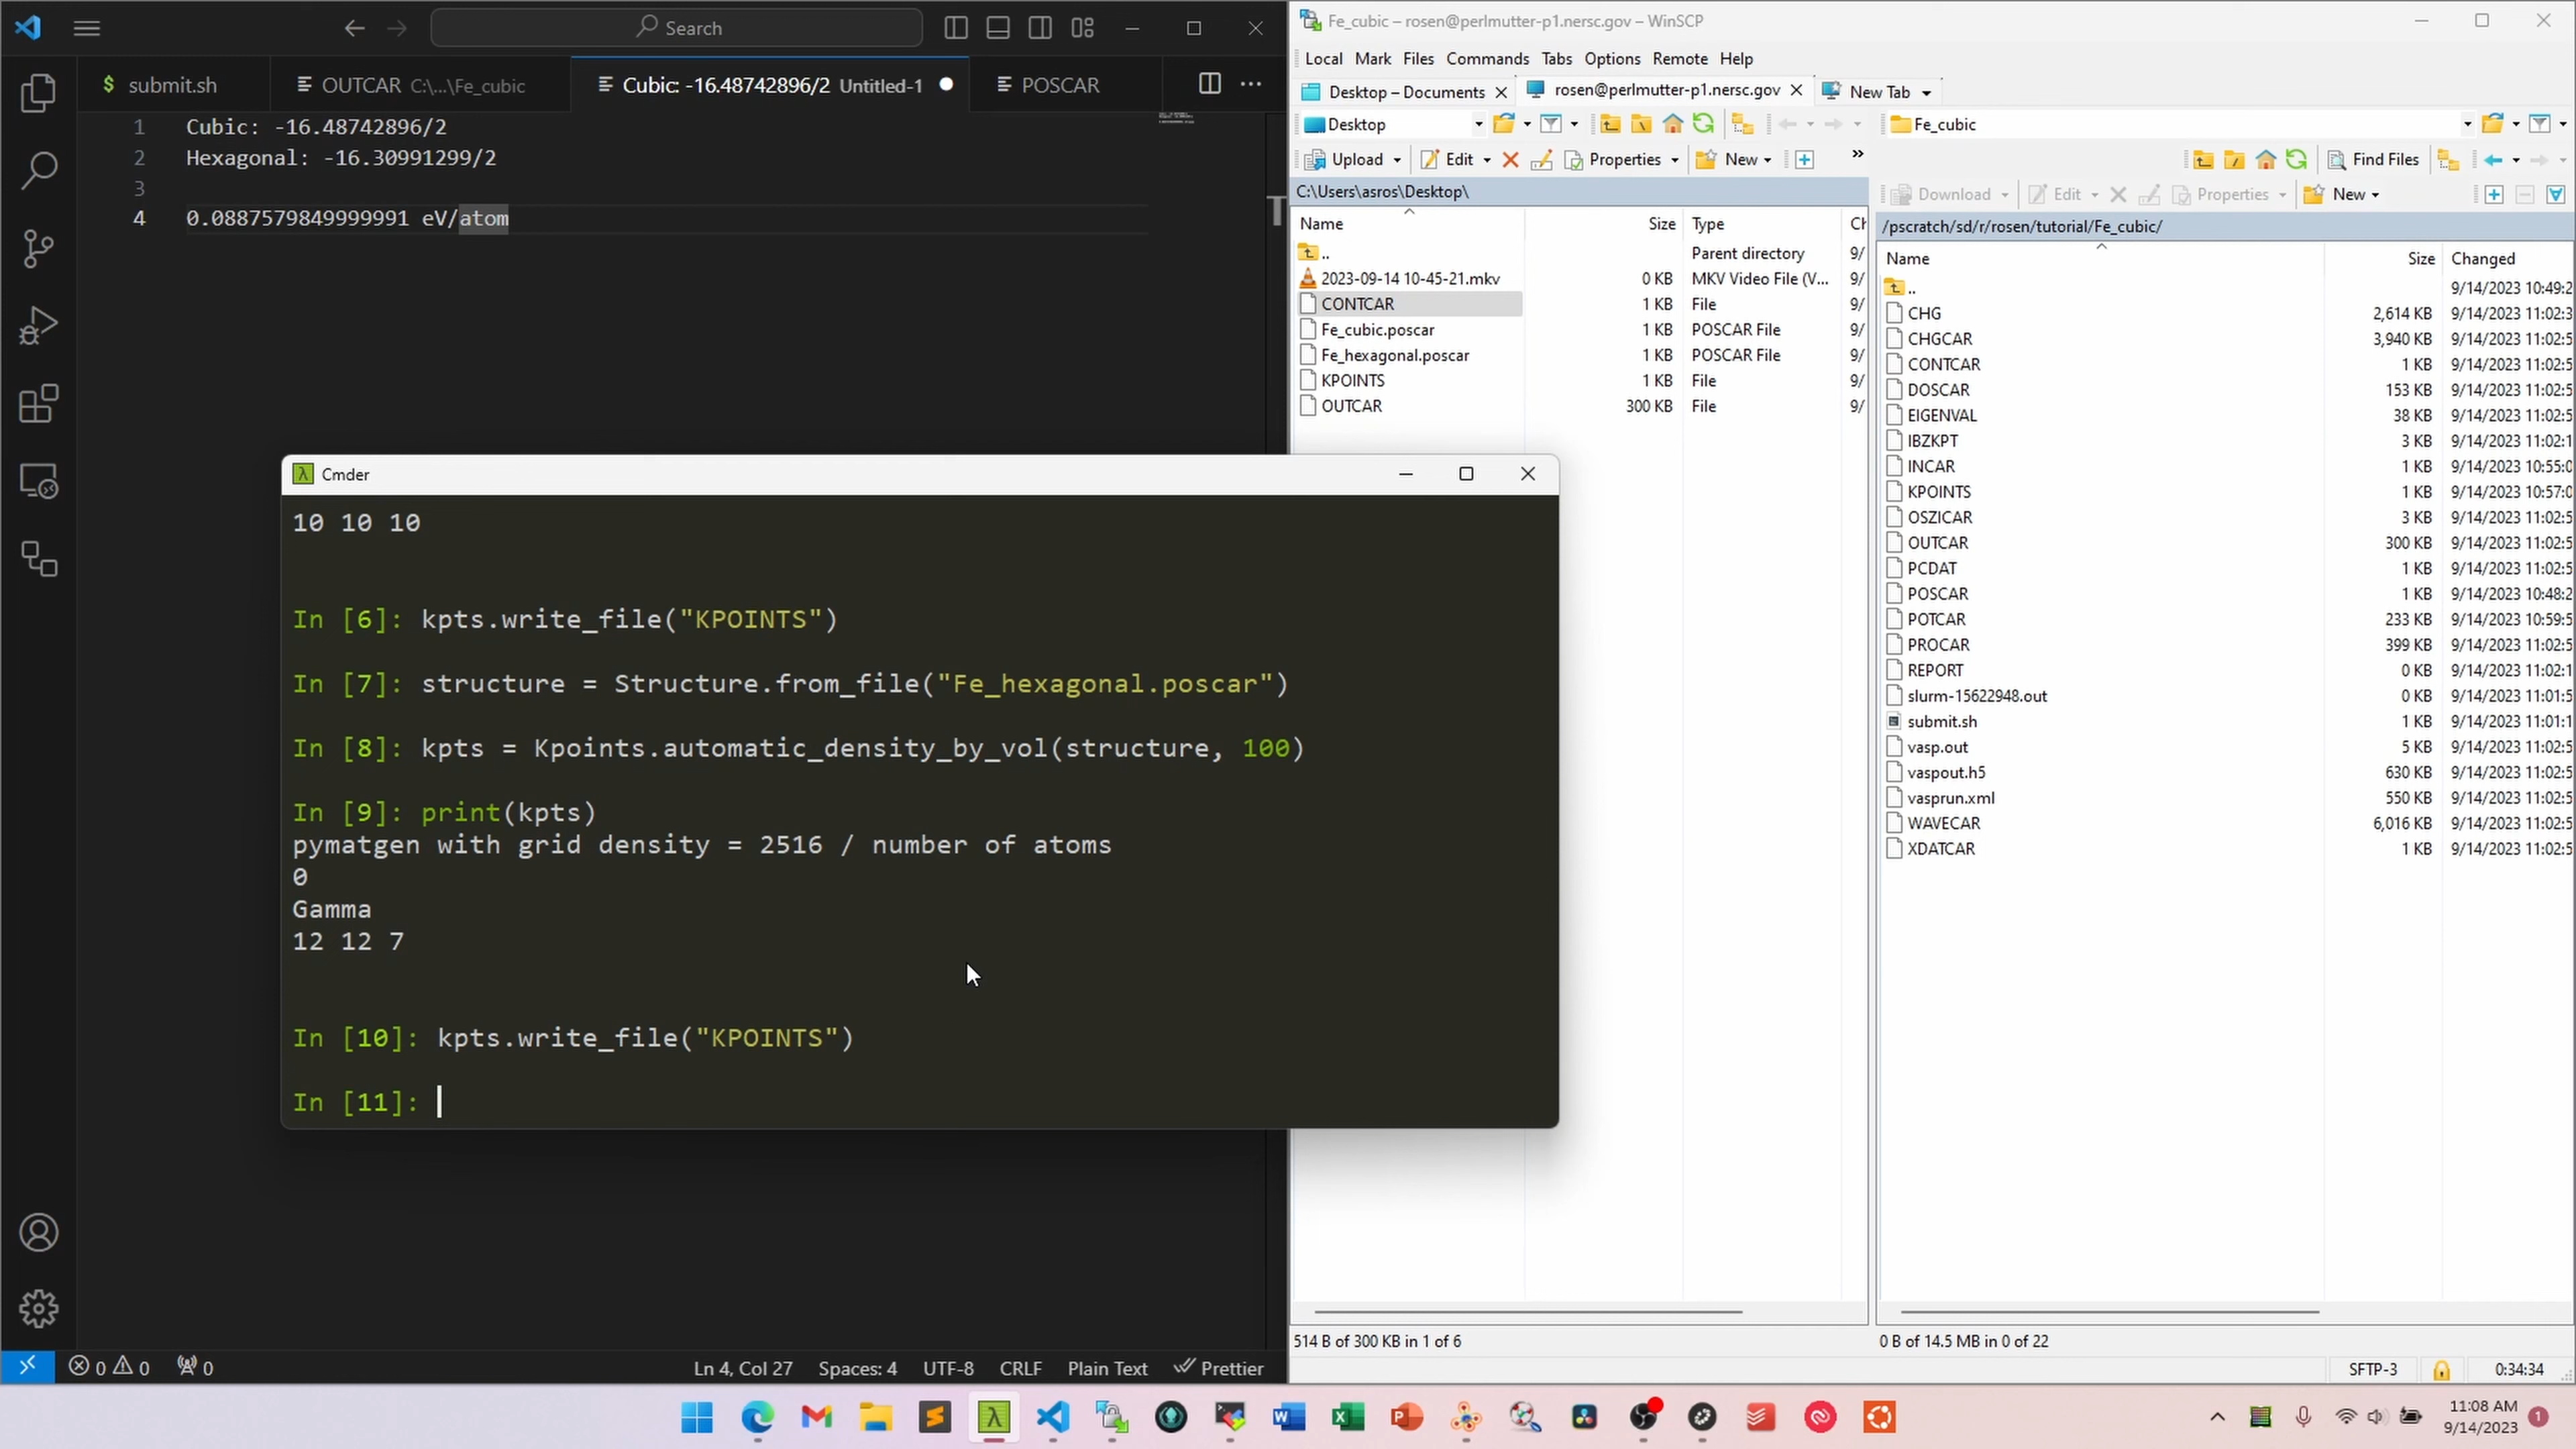 Search
submit.sh
OUTCAR C:\...\Fe_cubic
Cubic: -16.48742896/2 Untitled-1
POSCAR
1 Cubic: -16.48742896/2
2 Hexagonal: -16.30991299/2
3
4 0.0887579849999991 eV/atom
Cmder
10 10 10
In [6]: kpts.write_file("KPOINTS")
In [7]: structure = Structure.from_file("Fe_hexagonal.poscar")
In [8]: kpts = Kpoints.automatic_density_by_vol(structure, 100)
In [9]: print(kpts)
pymatgen with grid density = 2516 / number of atoms
0
Gamma
12 12 7
In [10]: kpts.write_file("KPOINTS")
In [11]:
0 0 0
Ln 4, Col 27 Spaces: 4 UTF-8 CRLF Plain Text Prettier
Fe_cubic – rosen@perlmutter-p1.nersc.gov – WinSCP
Local Mark Files Commands Tabs Options Remote Help
Desktop – Documents
rosen@perlmutter-p1.nersc.gov
New Tab
Desktop
Fe_cubic
Upload Edit Properties New
Find Files
Download Edit Properties New
C:\Users\asros\Desktop\
Name Size Type Ch
.. Parent directory 9/
2023-09-14 10-45-21.mkv 0 KB MKV Video File (V... 9/
CONTCAR 1 KB File 9/
Fe_cubic.poscar 1 KB POSCAR File 9/
Fe_hexagonal.poscar 1 KB POSCAR File 9/
KPOINTS 1 KB File 9/
OUTCAR 300 KB File 9/
/pscratch/sd/r/rosen/tutorial/Fe_cubic/
Name Size Changed
.. 9/14/2023 10:49:2
CHG 2,614 KB 9/14/2023 11:02:3
CHGCAR 3,940 KB 9/14/2023 11:02:5
CONTCAR 1 KB 9/14/2023 11:02:5
DOSCAR 153 KB 9/14/2023 11:02:5
EIGENVAL 38 KB 9/14/2023 11:02:5
IBZKPT 3 KB 9/14/2023 11:02:1
INCAR 1 KB 9/14/2023 10:55:0
KPOINTS 1 KB 9/14/2023 10:57:0
OSZICAR 3 KB 9/14/2023 11:02:5
OUTCAR 300 KB 9/14/2023 11:02:5
PCDAT 1 KB 9/14/2023 11:02:5
POSCAR 1 KB 9/14/2023 10:48:2
POTCAR 233 KB 9/14/2023 10:59:5
PROCAR 399 KB 9/14/2023 11:02:5
REPORT 0 KB 9/14/2023 11:02:1
slurm-15622948.out 0 KB 9/14/2023 11:01:5
submit.sh 1 KB 9/14/2023 11:01:1
vasp.out 5 KB 9/14/2023 11:02:5
vaspout.h5 630 KB 9/14/2023 11:02:5
vasprun.xml 550 KB 9/14/2023 11:02:5
WAVECAR 6,016 KB 9/14/2023 11:02:5
XDATCAR 1 KB 9/14/2023 11:02:5
514 B of 300 KB in 1 of 6
0 B of 14.5 MB in 0 of 22
SFTP-3 0:34:34
11:08 AM
9/14/2023
1